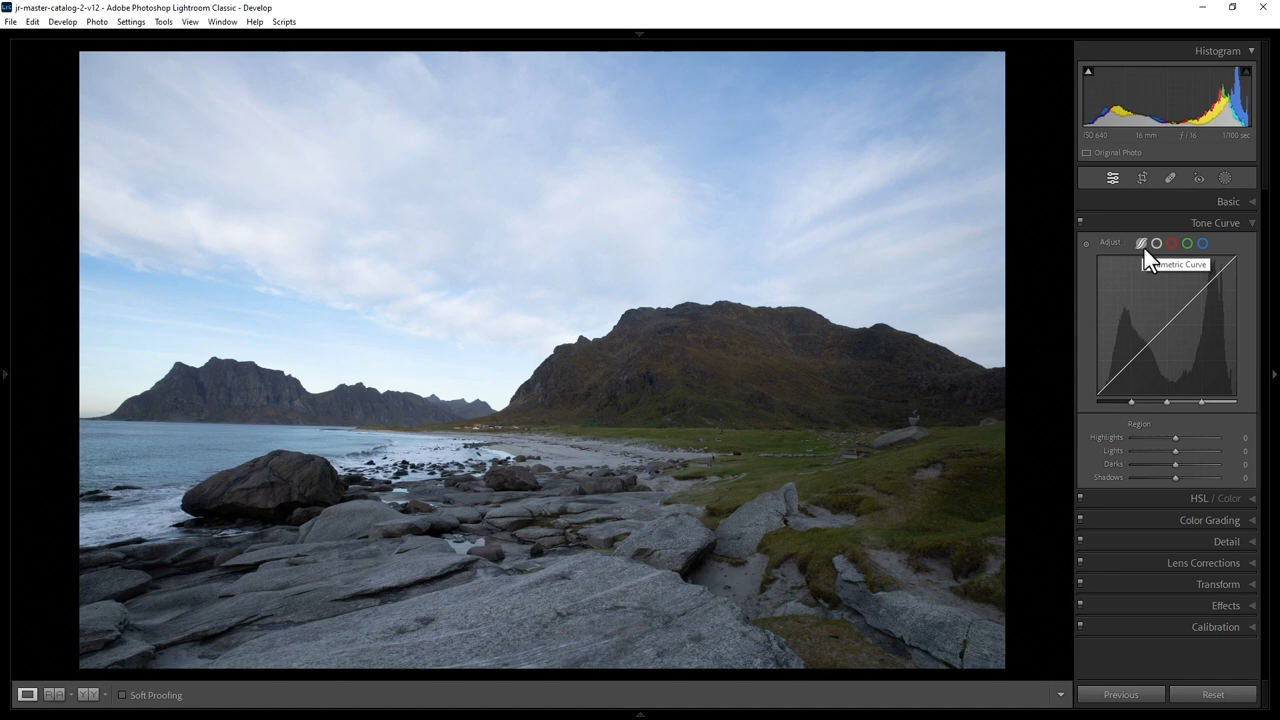 jr-master-catalog-2-v12 - Adobe Photoshop Lightroom Classic - Develop
File Edit Develop Photo Settings Tools View Window Help Scripts
Histogram
ISO 640 16 mm ƒ / 16 1/100 sec
Original Photo
Basic
Tone Curve
Adjust :
metric Curve
Region
Highlights 0
Lights 0
Darks 0
Shadows 0
HSL / Color
Color Grading
Detail
Lens Corrections
Transform
Effects
Calibration
Soft Proofing
Previous Reset